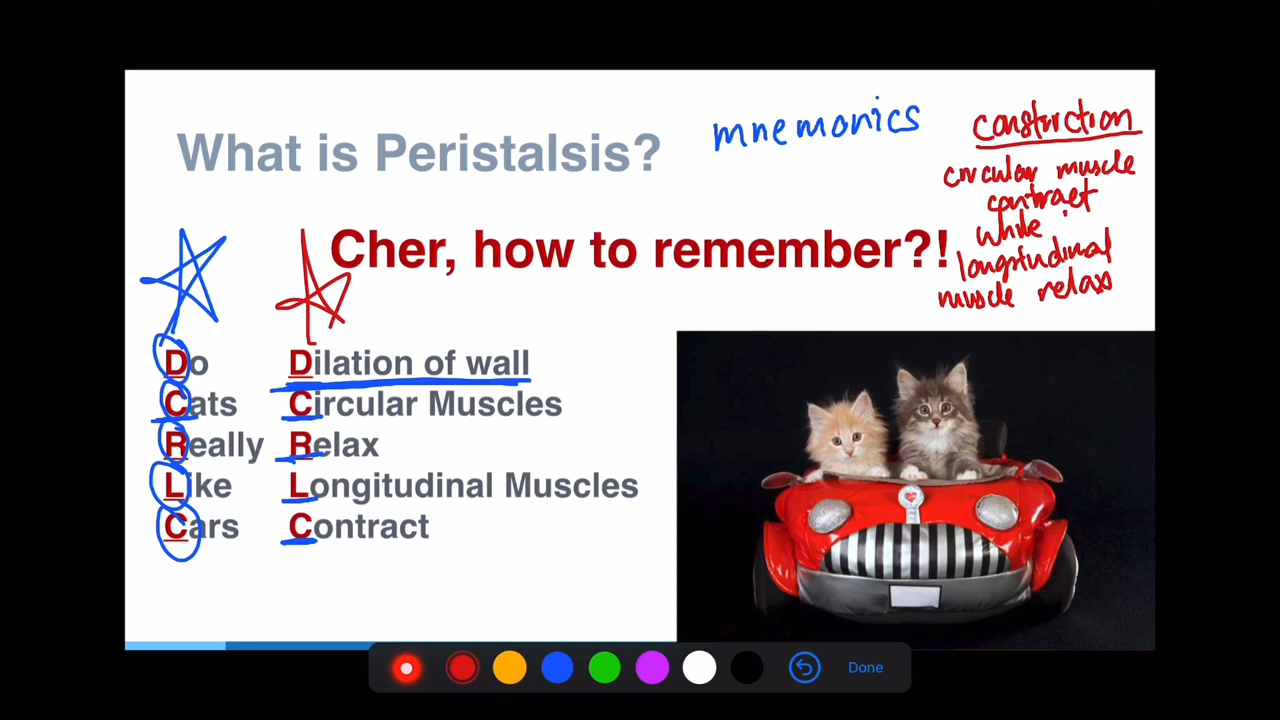 What is Peristalsis?
mnemonics
constriction
circular muscle
contract
while
longitudinal
muscle relax
Cher, how to remember?!
Do Dilation of wall
Cats Circular Muscles
Really Relax
Like Longitudinal Muscles
Cars Contract
Done